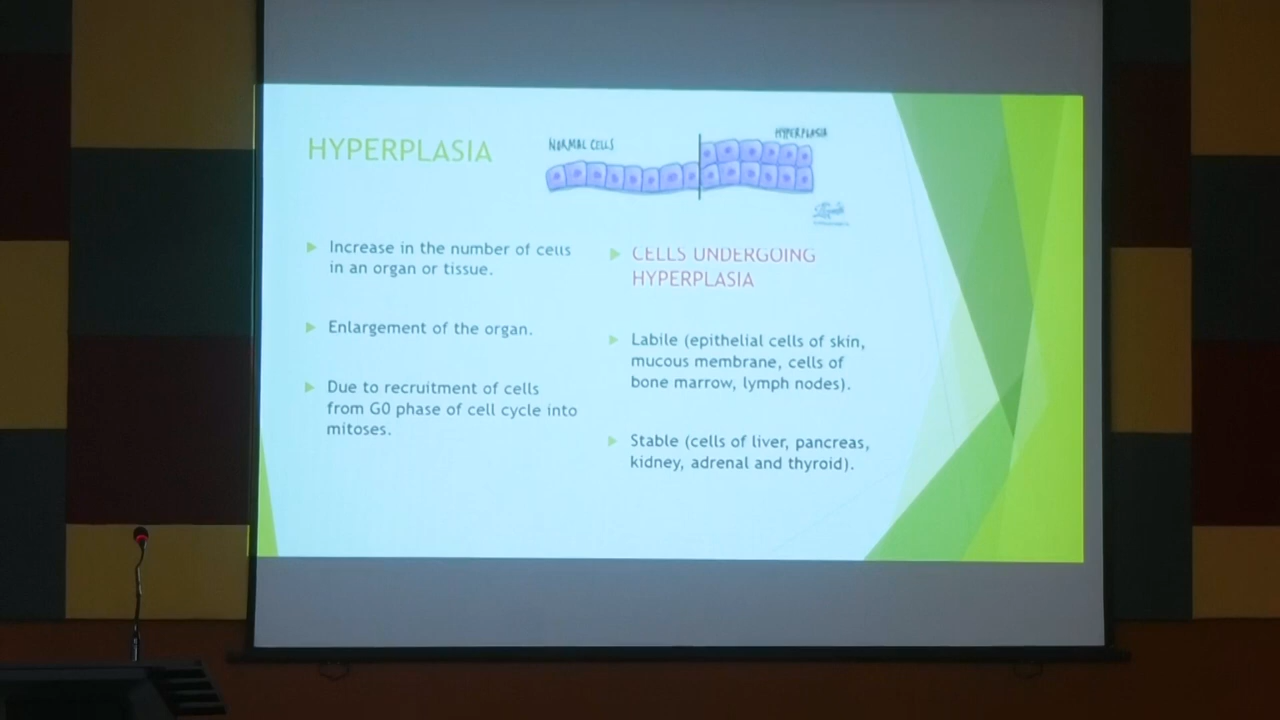 HYPERPLASIA
NORMAL CELLS
HYPERPLASIA
Increase in the number of cells
in an organ or tissue.
Enlargement of the organ.
Due to recruitment of cells
from G0 phase of cell cycle into
mitoses.
CELLS UNDERGOING
HYPERPLASIA
Labile (epithelial cells of skin,
mucous membrane, cells of
bone marrow, lymph nodes).
Stable (cells of liver, pancreas,
kidney, adrenal and thyroid).